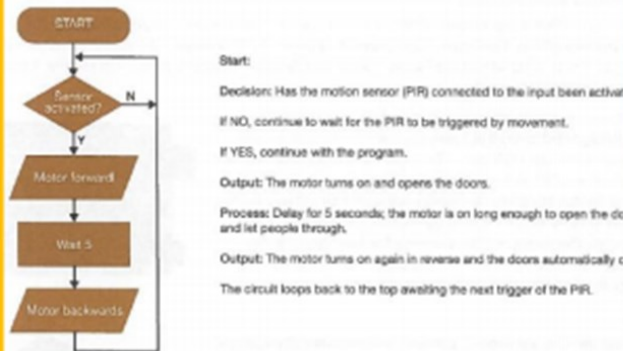 START
Sensor
activated?
N
Y
Motor forward
Wait 5
Motor backwards
Start:
Decision: Has the motion sensor (PIR) connected to the input been
If NO, continue to wait for the PIR to be triggered by movement.
If YES, continue with the program.
Output: The motor turns on and opens the doors.
Process: Delay for 5 seconds; the motor is on long enough to open the
and let people through.
Output: The motor turns on again in reverse and the doors automatically
The circuit loops back to the top awaiting the next trigger of the PIR.